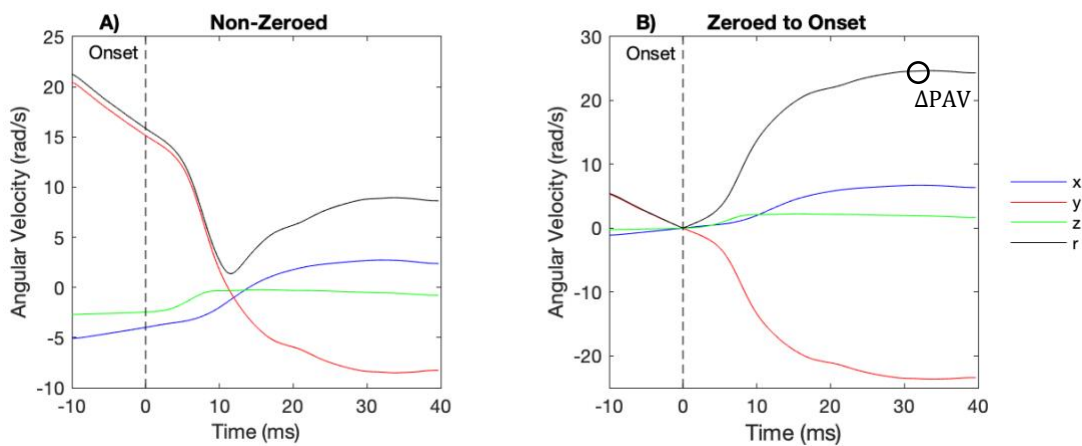 A) Non-Zeroed
Onset
25
20
15
10
5
0
-5
-10
-10 0 10 20 30 40
Time (ms)
Angular Velocity (rad/s)
B) Zeroed to Onset
Onset
30
20
10
0
-10
-20
-10 0 10 20 30 40
Time (ms)
Angular Velocity (rad/s)
ΔPAV
x
y
z
r